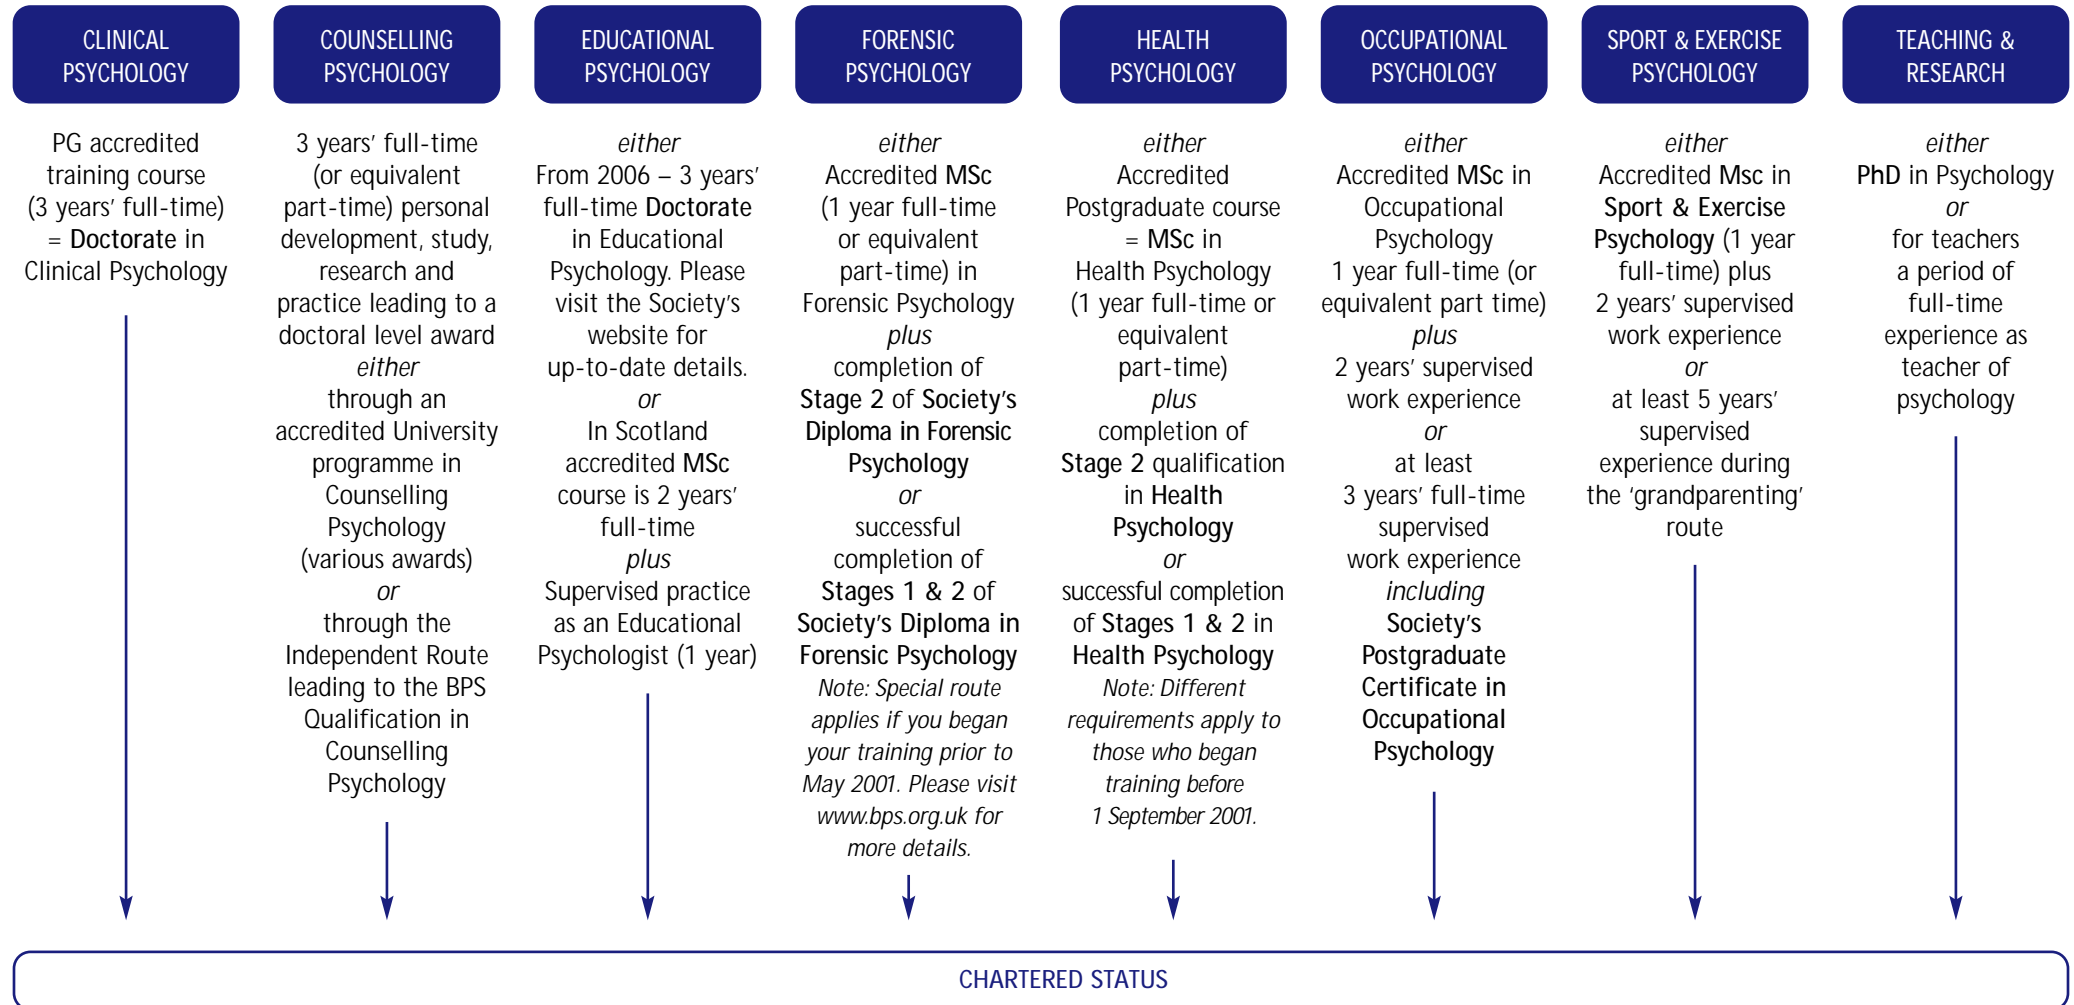 CLINICAL
PSYCHOLOGY
PG accredited
training course
(3 years’ full-time)
= Doctorate in
Clinical Psychology
COUNSELLING
PSYCHOLOGY
3 years’ full-time
(or equivalent
part-time) personal
development, study,
research and
practice leading to a
doctoral level award
either
through an
accredited University
programme in
Counselling
Psychology
(various awards)
or
through the
Independent Route
leading to the BPS
Qualification in
Counselling
Psychology
EDUCATIONAL
PSYCHOLOGY
either
From 2006 – 3 years’
full-time Doctorate
in Educational
Psychology. Please
visit the Society’s
website for
up-to-date details.
or
In Scotland
accredited MSc
course is 2 years’
full-time
plus
Supervised practice
as an Educational
Psychologist (1 year)
FORENSIC
PSYCHOLOGY
either
Accredited MSc
(1 year full-time
or equivalent
part-time) in
Forensic Psychology
plus
completion of
Stage 2 of Society’s
Diploma in Forensic
Psychology
or
successful
completion of
Stages 1 & 2 of
Society’s Diploma in
Forensic Psychology
Note: Special route
applies if you began
your training prior to
May 2001. Please visit
www.bps.org.uk for
more details.
HEALTH
PSYCHOLOGY
either
Accredited
Postgraduate course
= MSc in
Health Psychology
(1 year full-time or
equivalent
part-time)
plus
completion of
Stage 2 qualification
in Health
Psychology
or
successful completion
of Stages 1 & 2 in
Health Psychology
Note: Different
requirements apply to
those who began
training before
1 September 2001.
OCCUPATIONAL
PSYCHOLOGY
either
Accredited MSc in
Occupational
Psychology
1 year full-time (or
equivalent part time)
plus
2 years’ supervised
work experience
or
at least
3 years’ full-time
supervised
work experience
including
Society’s
Postgraduate
Certificate in
Occupational
Psychology
SPORT & EXERCISE
PSYCHOLOGY
either
Accredited Msc in
Sport & Exercise
Psychology (1 year
full-time) plus
2 years’ supervised
work experience
or
at least 5 years’
supervised
experience during
the ‘grandparenting’
route
TEACHING &
RESEARCH
either
PhD in Psychology
or
for teachers
a period of
full-time
experience as
teacher of
psychology
CHARTERED STATUS